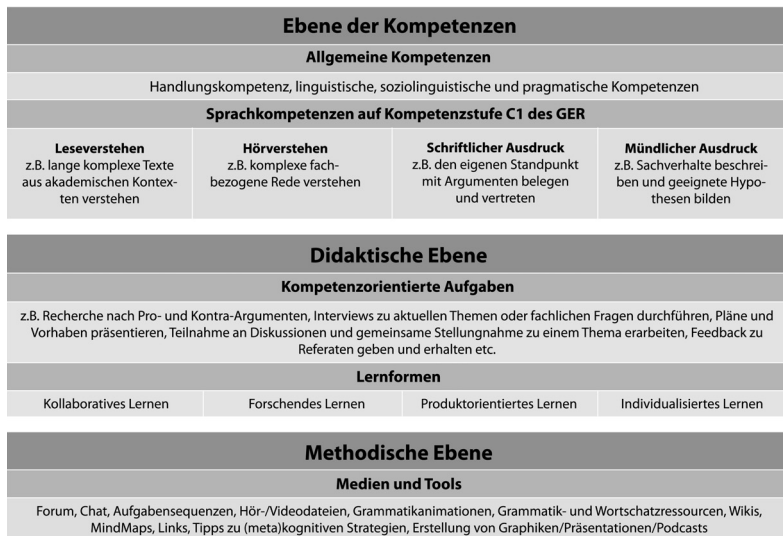 Ebene der Kompetenzen
Allgemeine Kompetenzen
Handlungskompetenz, linguistische, soziolinguistische und pragmatische Kompetenzen
Sprachkompetenzen auf Kompetenzstufe C1 des GER
Leseverstehen
z.B. lange komplexe Texte
aus akademischen Kontex-
ten verstehen
Hörverstehen
z.B. komplexe fach-
bezogene Rede verstehen
Schriftlicher Ausdruck
z.B. den eigenen Standpunkt
mit Argumenten belegen
und vertreten
Mündlicher Ausdruck
z.B. Sachverhalte beschrei-
ben und geeignete Hypo-
thesen bilden
Didaktische Ebene
Kompetenzorientierte Aufgaben
z.B. Recherche nach Pro- und Kontra-Argumenten, Interviews zu aktuellen Themen oder fachlichen Fragen durchführen, Pläne und
Vorhaben präsentieren, Teilnahme an Diskussionen und gemeinsame Stellungnahme zu einem Thema erarbeiten, Feedback zu
Referaten geben und erhalten etc.
Lernformen
Kollaboratives Lernen
Forschendes Lernen
Produktorientiertes Lernen
Individualisiertes Lernen
Methodische Ebene
Medien und Tools
Forum, Chat, Aufgabensequenzen, Hör-/Videodateien, Grammatikanimationen, Grammatik- und Wortschatzressourcen, Wikis,
MindMaps, Links, Tipps zu (meta)kognitiven Strategien, Erstellung von Graphiken/Präsentationen/Podcasts